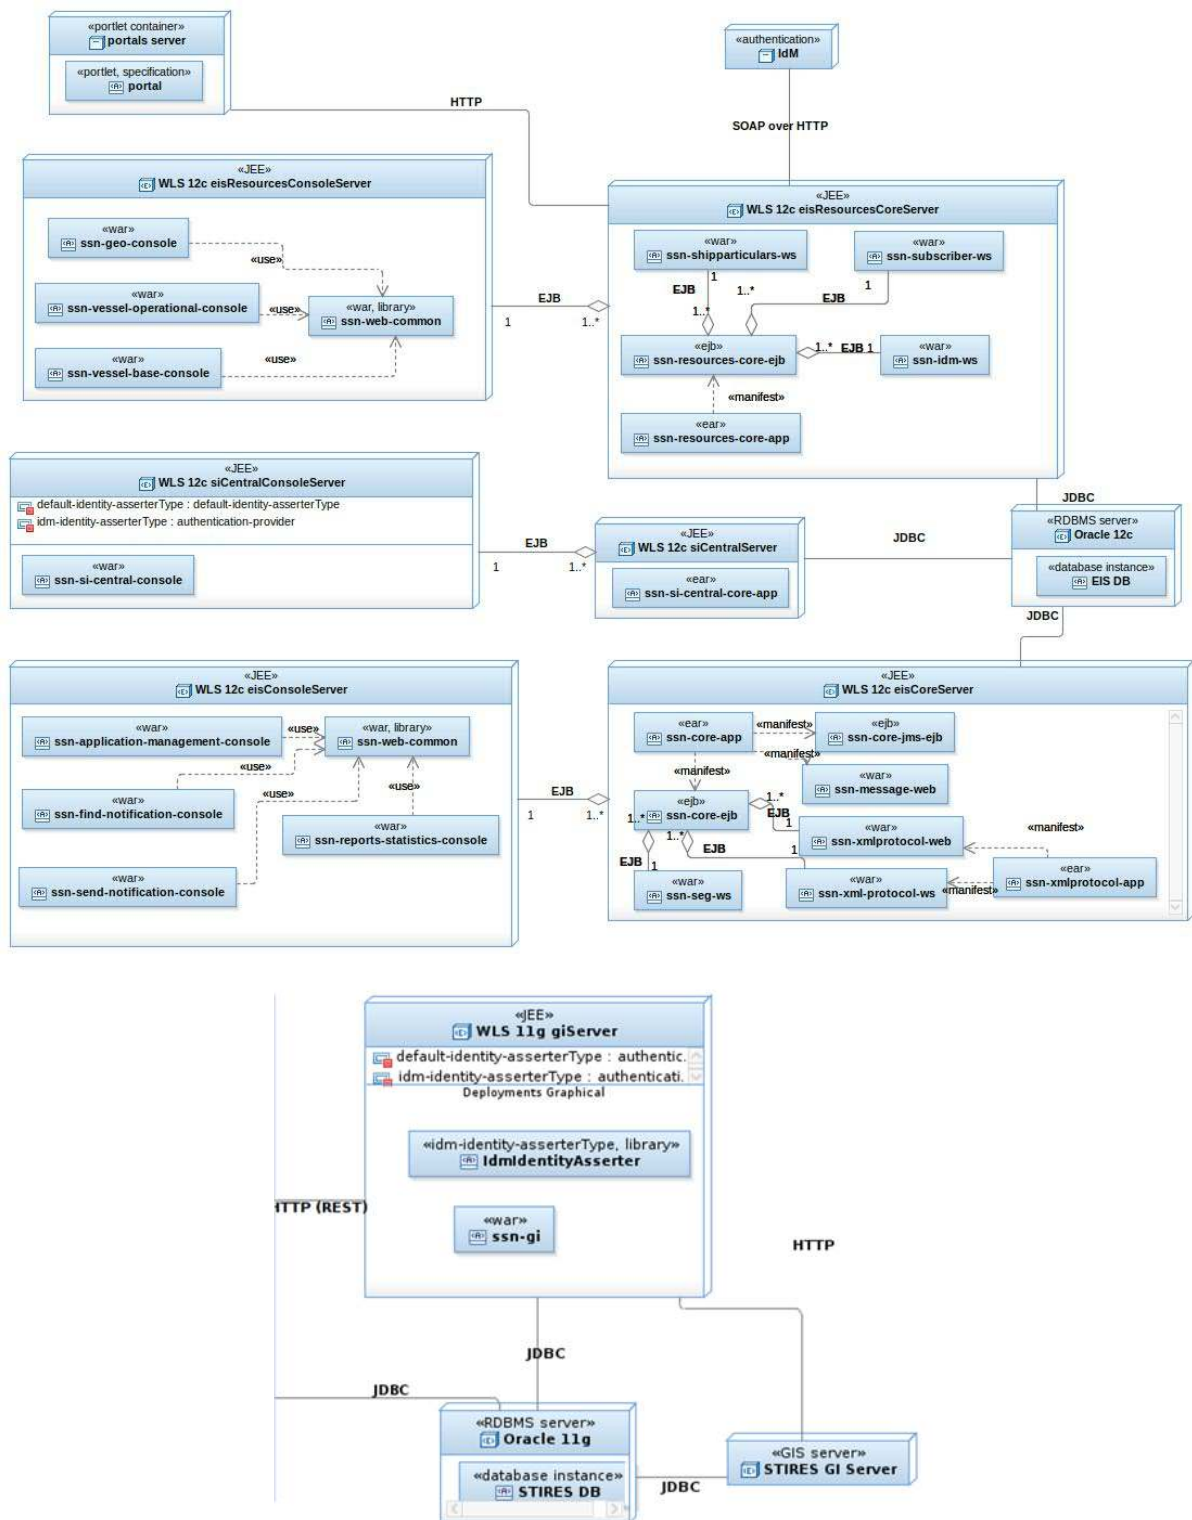 «portlet container»
portals server
«portlet, specification»
portal
«authentication»
IdM
HTTP
SOAP over HTTP
«JEE»
WLS 12c eisResourcesConsoleServer
«war»
ssn-geo-console
«use»
«war»
ssn-vessel-operational-console
«use»
«war, library»
ssn-web-common
«war»
ssn-vessel-base-console
«use»
EJB
1
1..*
«JEE»
WLS 12c eisResourcesCoreServer
«war»
ssn-shipparticulars-ws
«war»
ssn-subscriber-ws
1
EJB
1..*
1..*
EJB
1
«ejb»
ssn-resources-core-ejb
1..*
EJB 1
«war»
ssn-idm-ws
«manifest»
«ear»
ssn-resources-core-app
«JEE»
WLS 12c siCentralConsoleServer
default-identity-asserterType : default-identity-asserterType
idm-identity-asserterType : authentication-provider
«war»
ssn-si-central-console
EJB
1
1..*
«JEE»
WLS 12c siCentralServer
«ear»
ssn-si-central-core-app
JDBC
JDBC
«RDBMS server»
Oracle 12c
«database instance»
EIS DB
JDBC
«JEE»
WLS 12c eisConsoleServer
«war»
ssn-application-management-console
«use»
«war, library»
ssn-web-common
«use»
«war»
ssn-find-notification-console
«use»
«use»
«war»
ssn-reports-statistics-console
«war»
ssn-send-notification-console
EJB
1
1..*
«JEE»
WLS 12c eisCoreServer
«ear»
ssn-core-app
«manifest»
«ejb»
ssn-core-jms-ejb
«manifest»
«manifest»
«war»
ssn-message-web
«ejb»
ssn-core-ejb
1..*
EJB
1
1..*
1..*
«war»
ssn-xmlprotocol-web
«manifest»
EJB
1
EJB
1
«war»
ssn-seg-ws
«war»
ssn-xml-protocol-ws
«manifest»
«ear»
ssn-xmlprotocol-app
«JEE»
WLS 11g giServer
default-identity-asserterType : authentic.
idm-identity-asserterType : authenticati.
Deployments Graphical
«idm-identity-asserterType, library»
IdmIdentityAsserter
HTTP (REST)
«war»
ssn-gi
HTTP
JDBC
JDBC
«RDBMS server»
Oracle 11g
«database instance»
STIRES DB
JDBC
«GIS server»
STIRES GI Server